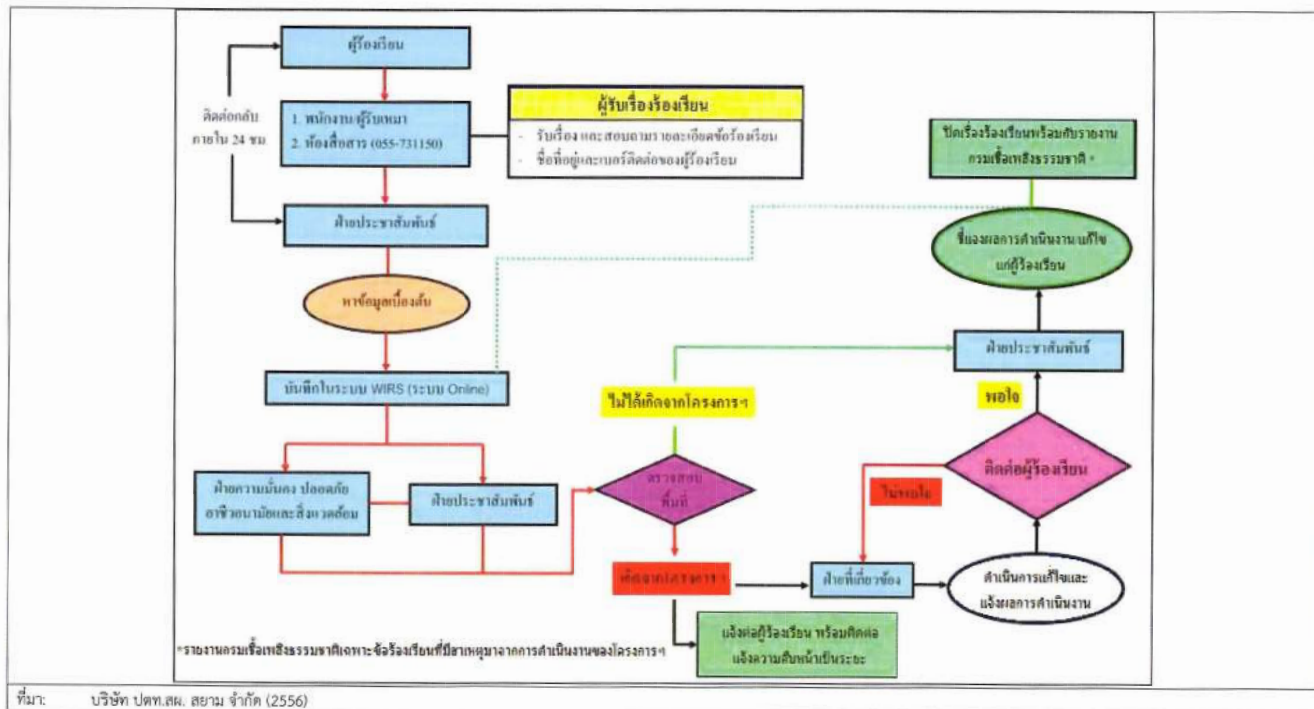 ผู้ร้องเรียน
ติดต่อกลับ
ภายใน 24 ชม
1. พนักงาน/ผู้รับเหมา
2. ห้องสื่อสาร (055-731150)
ผู้รับเรื่องร้องเรียน
- รับเรื่อง และสอบถามรายละเอียดข้อร้องเรียน
- ชื่อที่อยู่และเบอร์ติดต่อของผู้ร้องเรียน
ปิดเรื่องร้องเรียนพร้อมกับรายงาน
กรมเชื้อเพลิงธรรมชาติ *
ฝ่ายประชาสัมพันธ์
ชี้แจงผลการดำเนินงาน/แก้ไข
แก่ผู้ร้องเรียน
หาข้อมูลเบื้องต้น
ฝ่ายประชาสัมพันธ์
บันทึกในระบบ WIRS (ระบบ Online)
ไม่ได้เกิดจากโครงการฯ
พอใจ
ตรวจสอบ
พื้นที่
ติดต่อผู้ร้องเรียน
ไม่พอใจ
ฝ่ายความมั่นคง ปลอดภัย
อาชีวอนามัยและสิ่งแวดล้อม
ฝ่ายประชาสัมพันธ์
เกิดจากโครงการฯ
ฝ่ายที่เกี่ยวข้อง
ดำเนินการแก้ไขและ
แจ้งผลการดำเนินงาน
แจ้งต่อผู้ร้องเรียน พร้อมติดต่อ
แจ้งความคืบหน้าเป็นระยะ
*รายงานกรมเชื้อเพลิงธรรมชาติเฉพาะข้อร้องเรียนที่มีสาเหตุมาจากการดำเนินงานของโครงการฯ
ที่มา: บริษัท ปตท.สผ. สยาม จำกัด (2556)